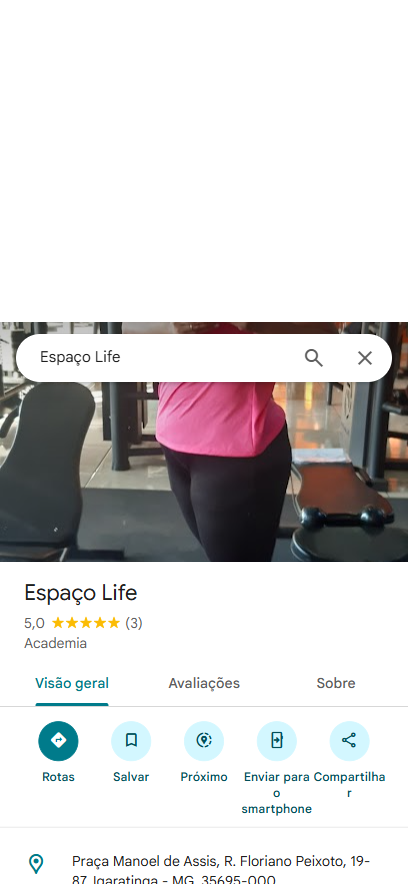 Espaço Life
Espaço Life
5,0 (3)
Academia
Visão geral Avaliações Sobre
Rotas Salvar Próximo Enviar para o smartphone Compartilhar
Praça Manoel de Assis, R. Floriano Peixoto, 19-
87, Igaratinga - MG, 35695-000